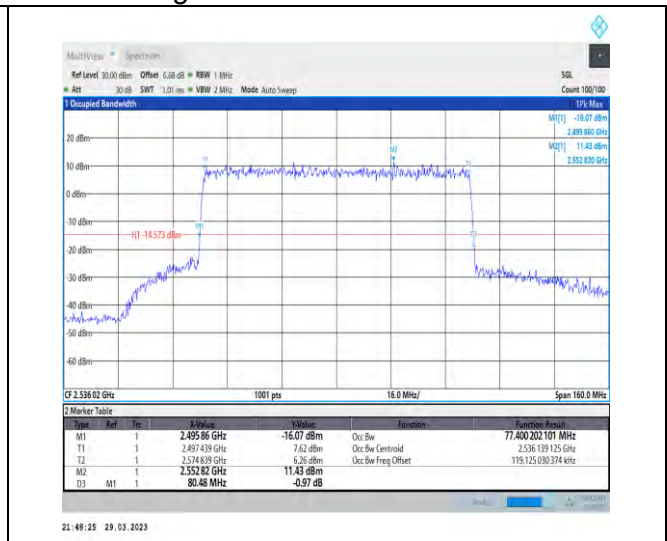 MultiView Spectrum
Ref Level 30.00 dBm Offset 6.68 dB RBW 1 MHz SGL
Att 30 dB SWT 1.01 ms VBW 2 MHz Mode Auto Sweep Count 100/100
1 Occupied Bandwidth 1Pk Max
M1[1] -16.07 dBm
2.495 860 GHz
20 dBm M2[1] 11.43 dBm
M2
2.552 820 GHz
T1
10 dBm
0 dBm
-10 dBm
M1
H1 -14.573 dBm
-20 dBm
-30 dBm
-40 dBm
-50 dBm
-60 dBm
CF 2.536 02 GHz 1001 pts 16.0 MHz/ Span 160.0 MHz
2 Marker Table
Type Ref Trc X-Value Y-Value Function Function Result
M1 1 2.495 86 GHz -16.07 dBm Occ Bw 77.400 202 101 MHz
T1 1 2.497 439 GHz 7.62 dBm Occ Bw Centroid 2.536 139 125 GHz
T2 1 2.574 839 GHz 6.26 dBm Occ Bw Freq Offset 119.125 030 374 kHz
M2 1 2.552 82 GHz 11.43 dBm
D3 M1 1 80.48 MHz -0.97 dB
21:48:25 29.03.2023